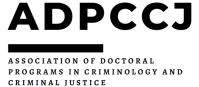 ADPCCJ
ASSOCIATION OF DOCTORAL
PROGRAMS IN CRIMINOLOGY AND
CRIMINAL JUSTICE